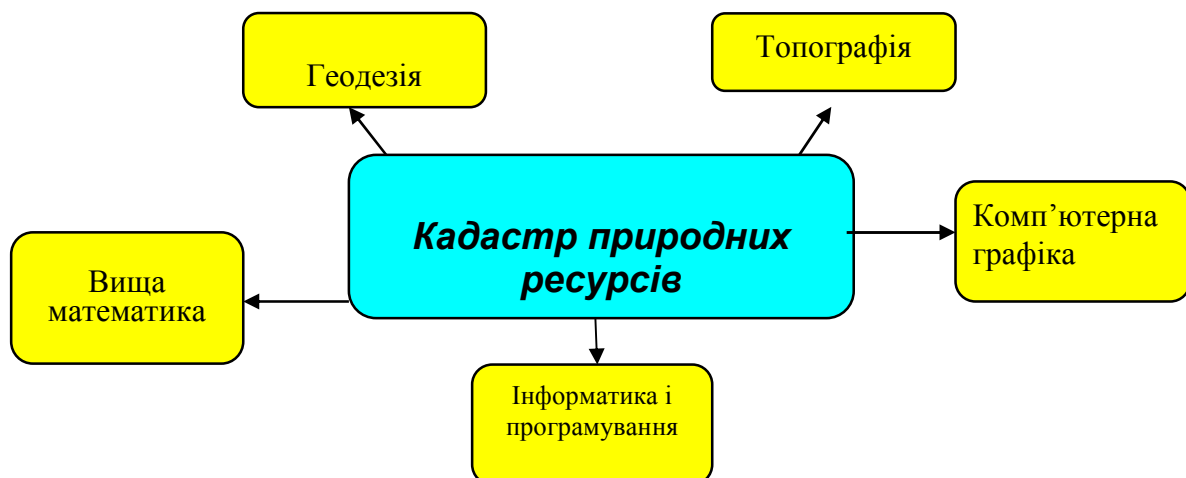 Геодезія
Топографія
Кадастр природних
ресурсів
Комп’ютерна
графіка
Вища
математика
Інформатика і
програмування